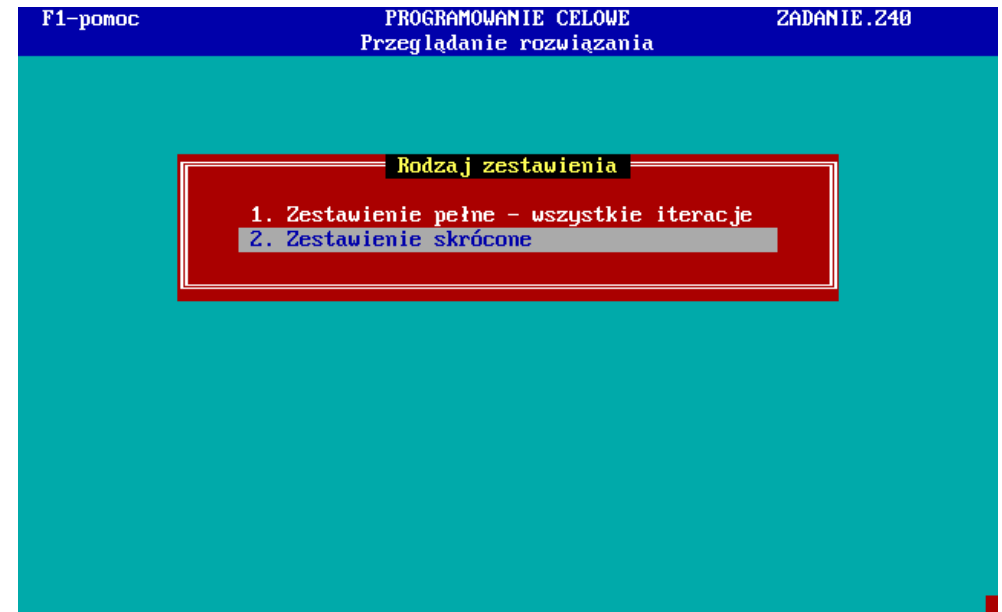 F1-pomoc PROGRAMOWANIE CELOWE ZADANIE.Z40
Przeglądanie rozwiązania
Rodzaj zestawienia
1. Zestawienie pełne - wszystkie iteracje
2. Zestawienie skrócone